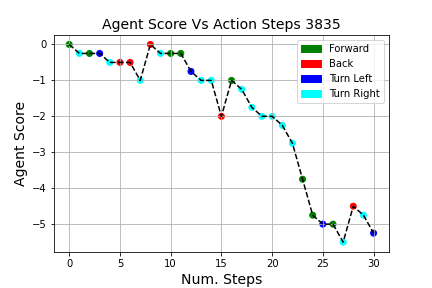 Agent Score Vs Action Steps 3835
Forward
Back
Turn Left
Turn Right
Agent Score
0
−1
−2
−3
−4
−5
0 5 10 15 20 25 30
Num. Steps